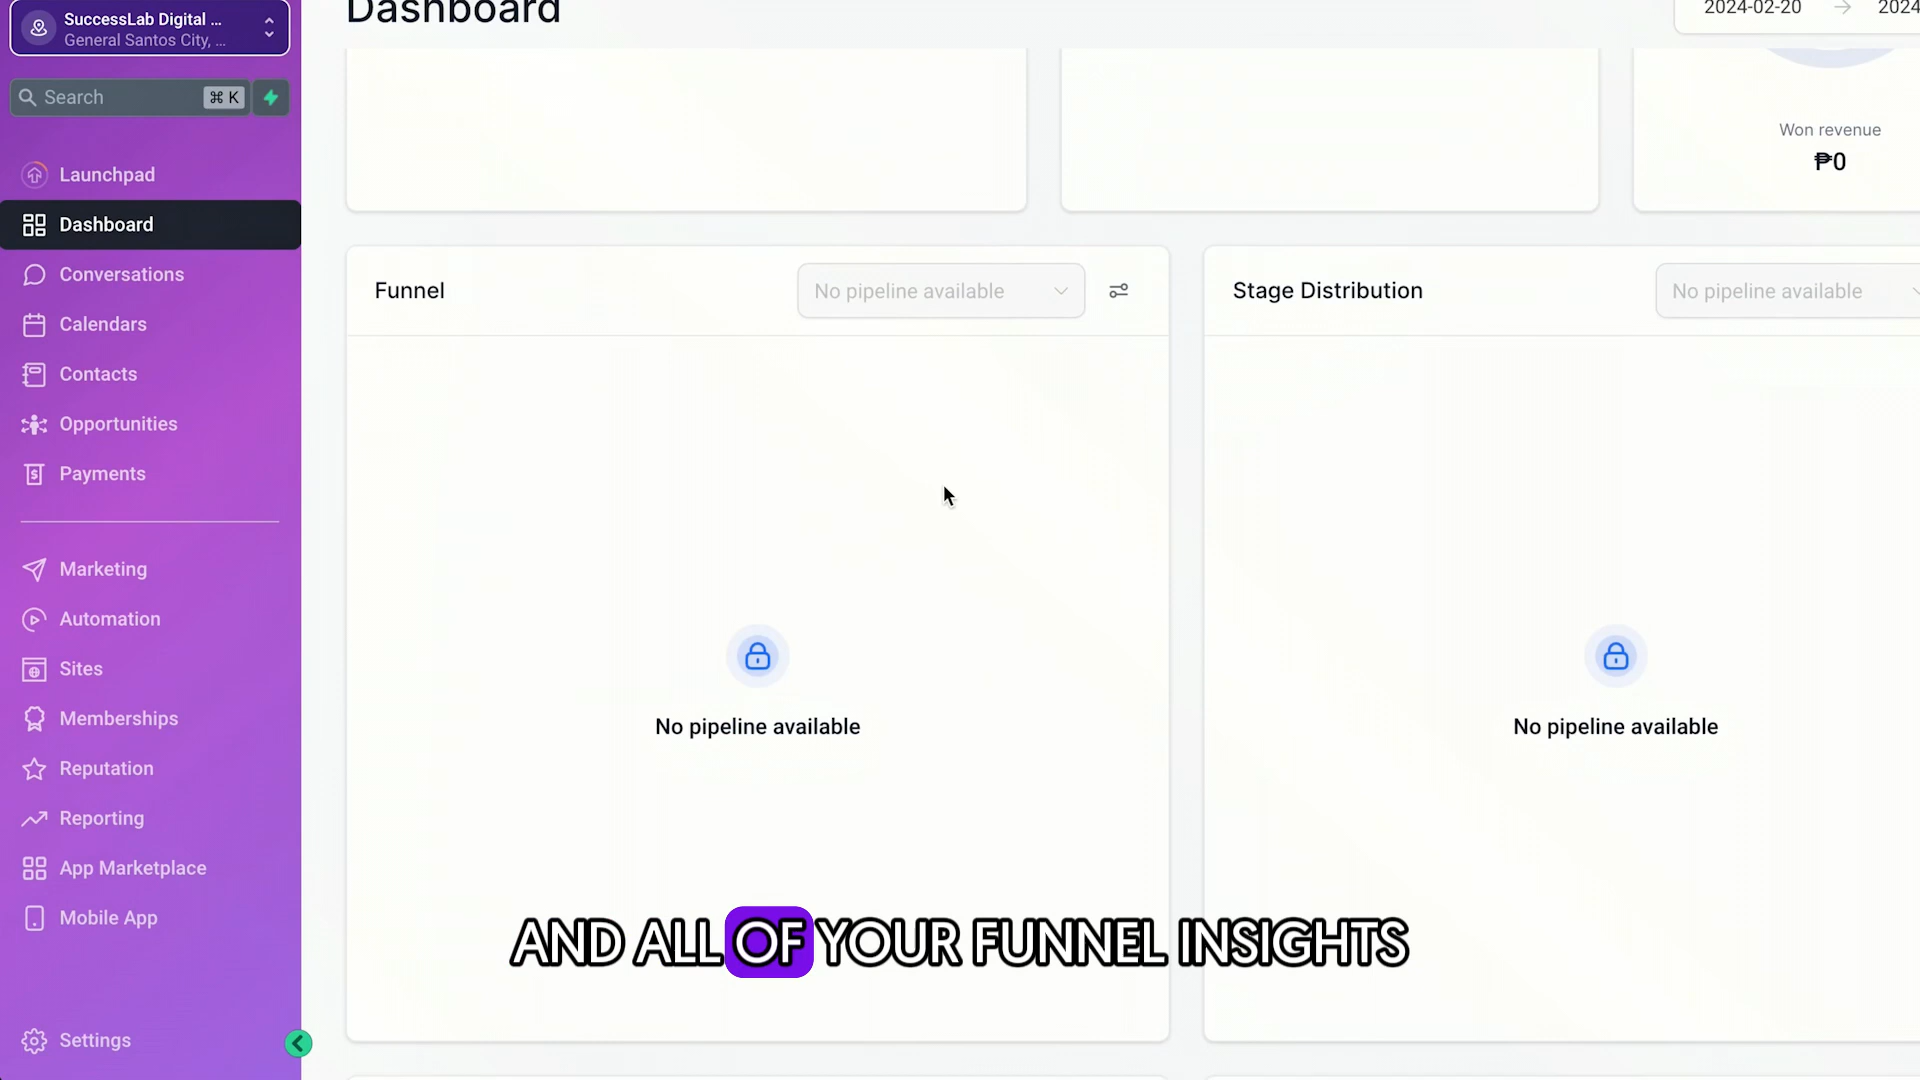 SuccessLab Digital ...
General Santos City, ...
Search
⌘ K
Launchpad
Dashboard
Conversations
Calendars
Contacts
Opportunities
Payments
Marketing
Automation
Sites
Memberships
Reputation
Reporting
App Marketplace
Mobile App
Settings
Dashboard
2024-02-20 → 2024
Won revenue
₱0
Funnel
No pipeline available
Stage Distribution
No pipeline available
No pipeline available
No pipeline available
AND ALL OF YOUR FUNNEL INSIGHTS